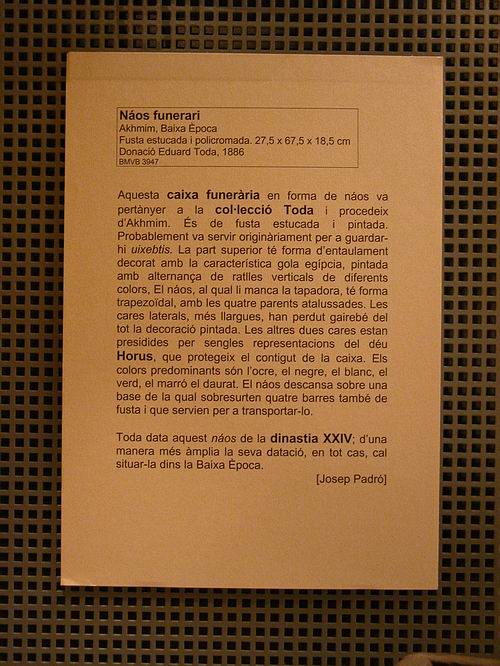 Náos funerari
Akhmim, Baixa Època
Fusta estucada i policromada. 27,5 x 67,5 x 18,5 cm
Donació Eduard Toda, 1886
BMVB 3947
Aquesta caixa funerària en forma de náos va
pertànyer a la col·lecció Toda i procedeix
d'Akhmim. És de fusta estucada i pintada.
Probablement va servir originàriament per a guardar-
hi uixebtis. La part superior té forma d'entaulament
decorat amb la característica gola egípcia, pintada
amb alternança de ratlles verticals de diferents
colors, El náos, al qual li manca la tapadora, té forma
trapezoïdal, amb les quatre parents atalussades. Les
cares laterals, més llargues, han perdut gairebé del
tot la decoració pintada. Les altres dues cares estan
presidides per sengles representacions del déu
Horus, que protegeix el contigut de la caixa. Els
colors predominants són l'ocre, el negre, el blanc, el
verd, el marró el daurat. El náos descansa sobre una
base de la qual sobresurten quatre barres també de
fusta i que servien per a transportar-lo.
Toda data aquest náos de la dinastia XXIV; d'una
manera més àmplia la seva datació, en tot cas, cal
situar-la dins la Baixa Època.
[Josep Padró]